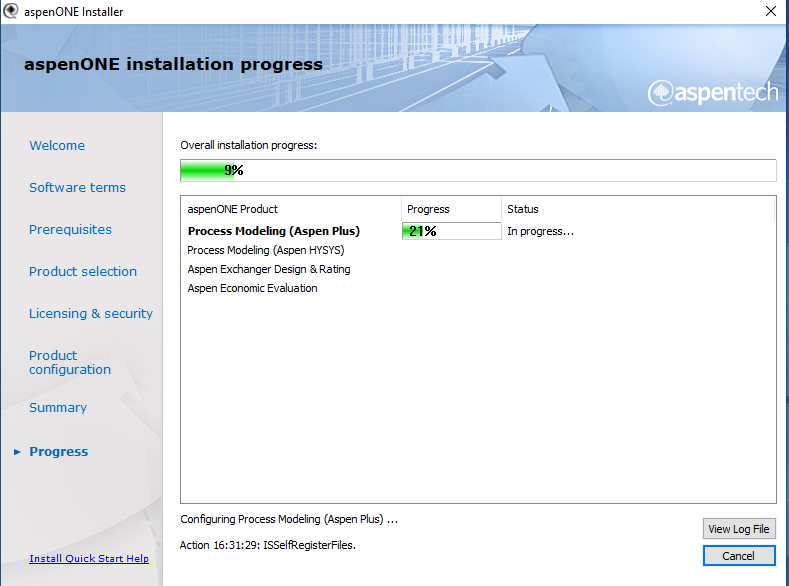 aspenONE Installer
aspenONE installation progress
aspentech
Welcome
Software terms
Prerequisites
Product selection
Licensing & security
Product
configuration
Summary
Progress
Install Quick Start Help
Overall installation progress:
9%
aspenONE Product Progress Status
Process Modeling (Aspen Plus) 21% In progress...
Process Modeling (Aspen HYSYS)
Aspen Exchanger Design & Rating
Aspen Economic Evaluation
Configuring Process Modeling (Aspen Plus) ...
Action 16:31:29: ISSelfRegisterFiles.
View Log File
Cancel